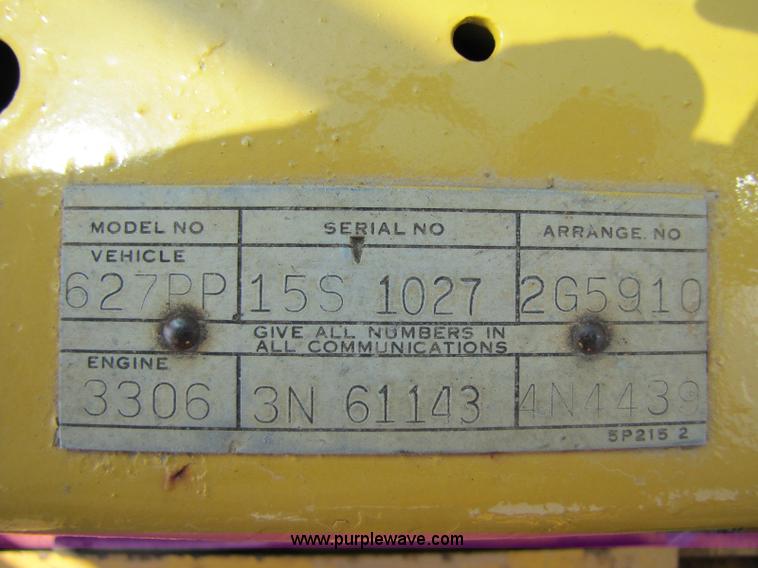 MODEL NO SERIAL NO ARRANGE. NO
VEHICLE
627PP 15S 1027 2G5910
GIVE ALL NUMBERS IN
ALL COMMUNICATIONS
ENGINE
3306 3N 61143 4N4439
5P215 2
www.purplewave.com